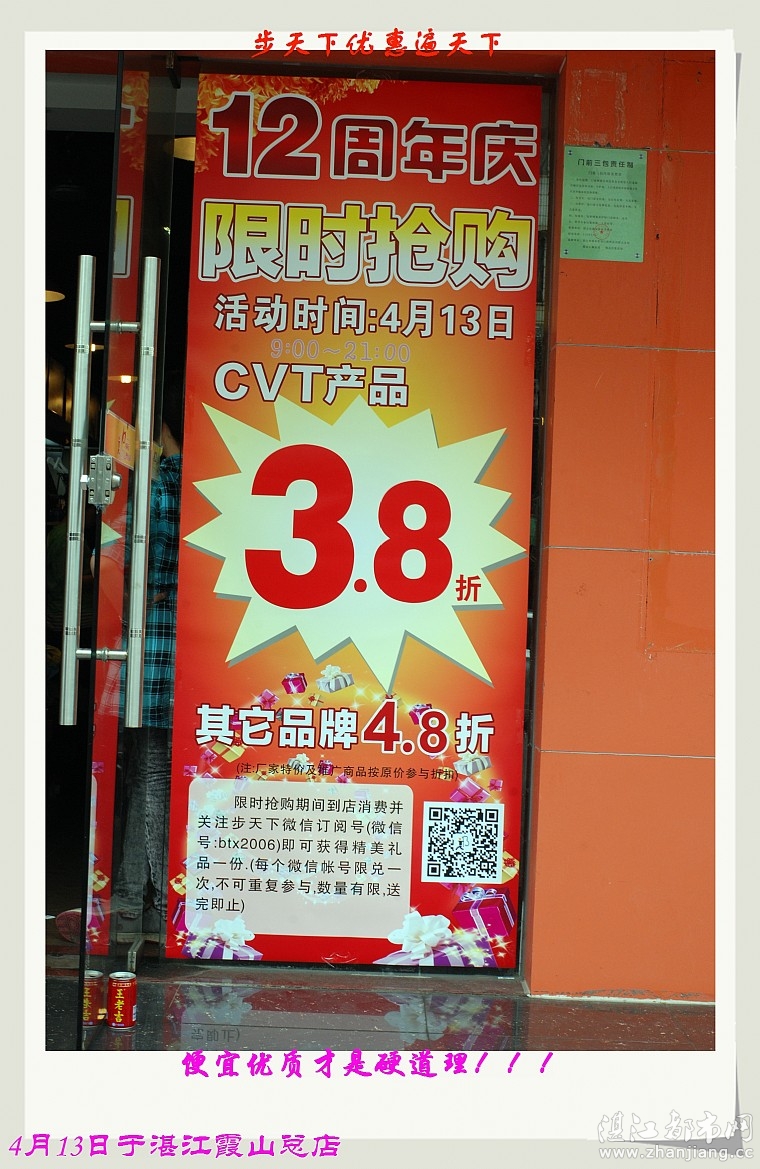 步天下优惠遍天下
12周年庆
限时抢购
活动时间:4月13日
9:00~21:00
CVT产品
3.8折
其它品牌4.8折
(注:厂家特价及推广商品按原价参与折扣)
限时抢购期间到店消费并
关注步天下微信订阅号(微信
号:btx2006)即可获得精美礼
品一份.(每个微信帐号限兑一
次,不可重复参与,数量有限,送
完即止)
门前三包责任制
王老吉
便宜优质才是硬道理！！！
4月13日于湛江霞山总店
湛江都市网
www.zhanjiang.cc